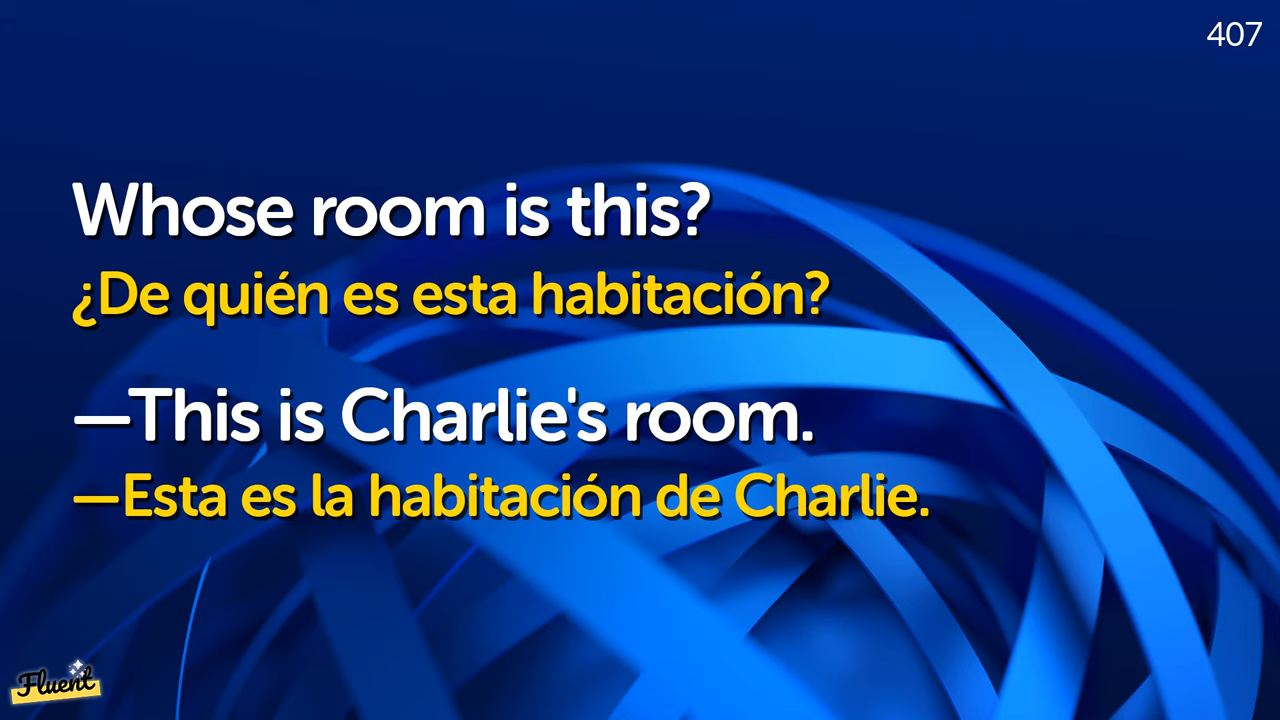 407
Whose room is this?
¿De quién es esta habitación?
—This is Charlie's room.
—Esta es la habitación de Charlie.
Fluent